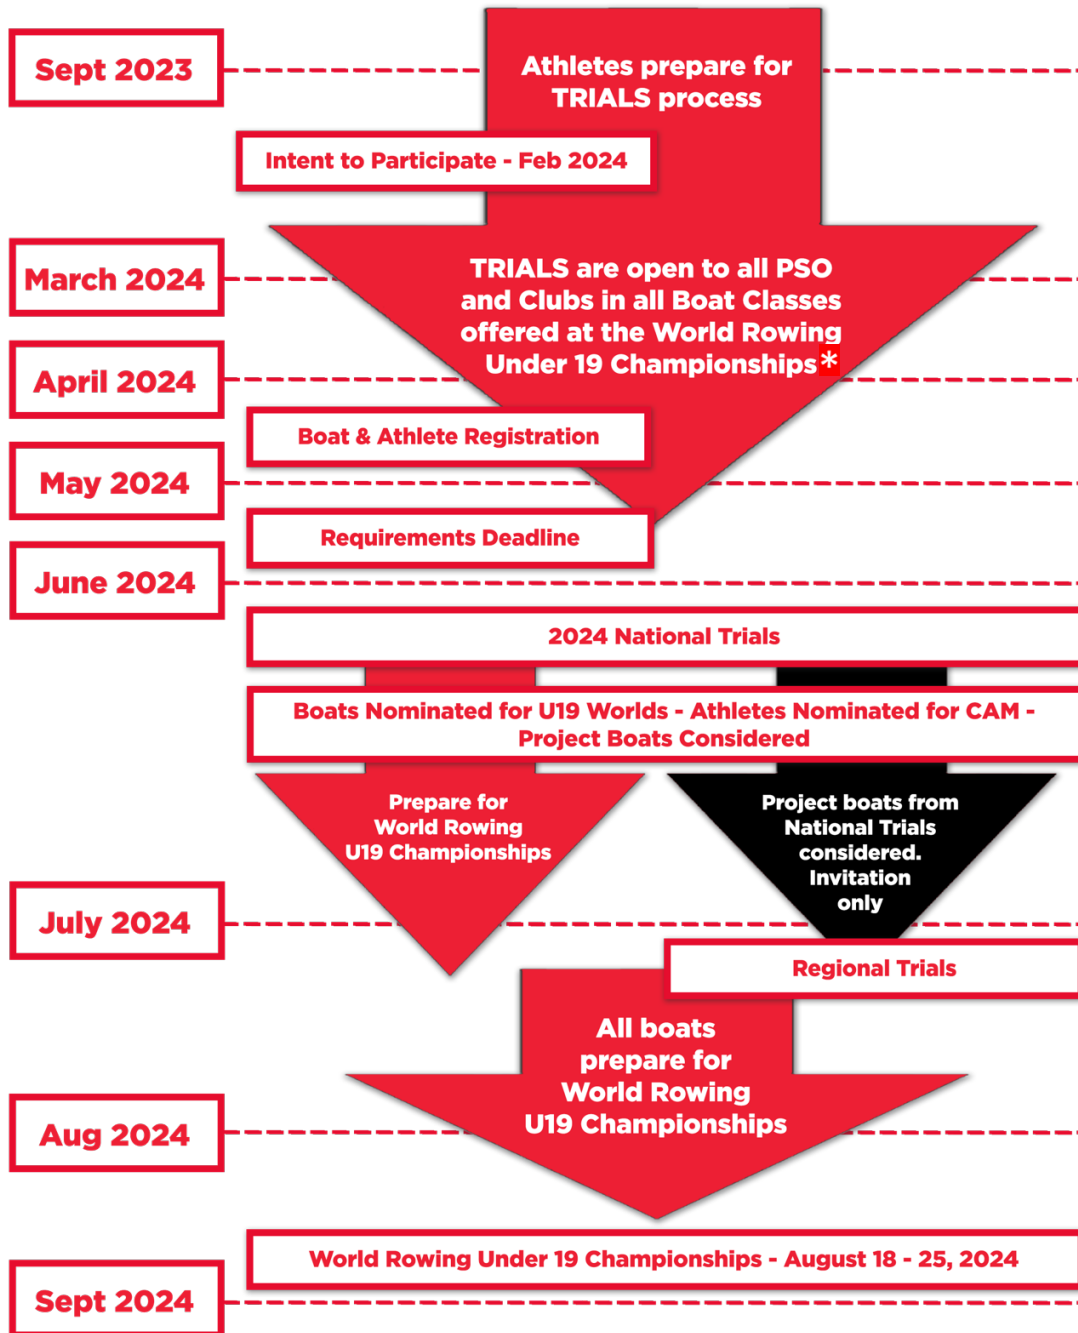 Sept 2023
Athletes prepare for
TRIALS process
Intent to Participate - Feb 2024
March 2024
TRIALS are open to all PSO
and Clubs in all Boat Classes
offered at the World Rowing
Under 19 Championships*
April 2024
Boat & Athlete Registration
May 2024
Requirements Deadline
June 2024
2024 National Trials
Boats Nominated for U19 Worlds - Athletes Nominated for CAM -
Project Boats Considered
Prepare for
World Rowing
U19 Championships
Project boats from
National Trials
considered.
Invitation
only
July 2024
Regional Trials
All boats
prepare for
World Rowing
U19 Championships
Aug 2024
World Rowing Under 19 Championships - August 18 - 25, 2024
Sept 2024